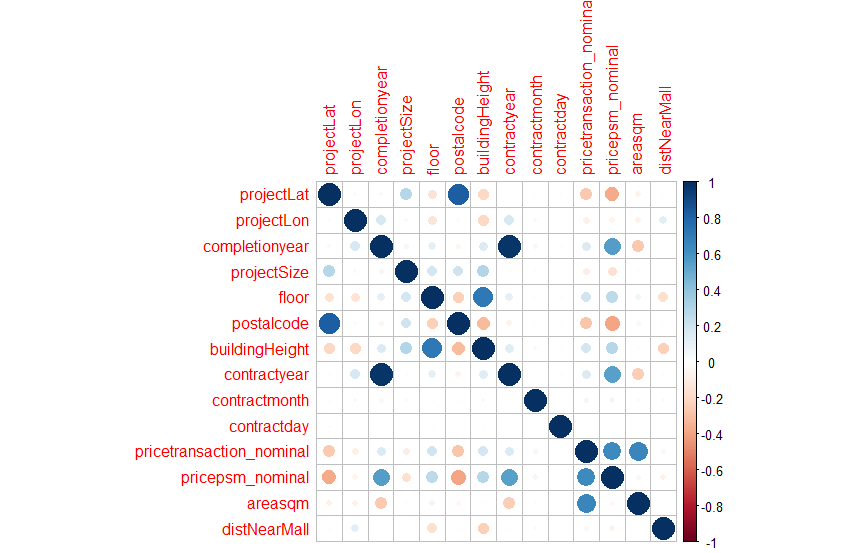 projectLat
projectLon
completionyear
projectSize
floor
postalcode
buildingHeight
contractyear
contractmonth
contractday
pricetransaction_nomina
pricepsm_nominal
areasqm
distNearMall
projectLat
projectLon
completionyear
projectSize
floor
postalcode
buildingHeight
contractyear
contractmonth
contractday
pricetransaction_nominal
pricepsm_nominal
areasqm
distNearMall
1
0.8
0.6
0.4
0.2
0
-0.2
-0.4
-0.6
-0.8
-1